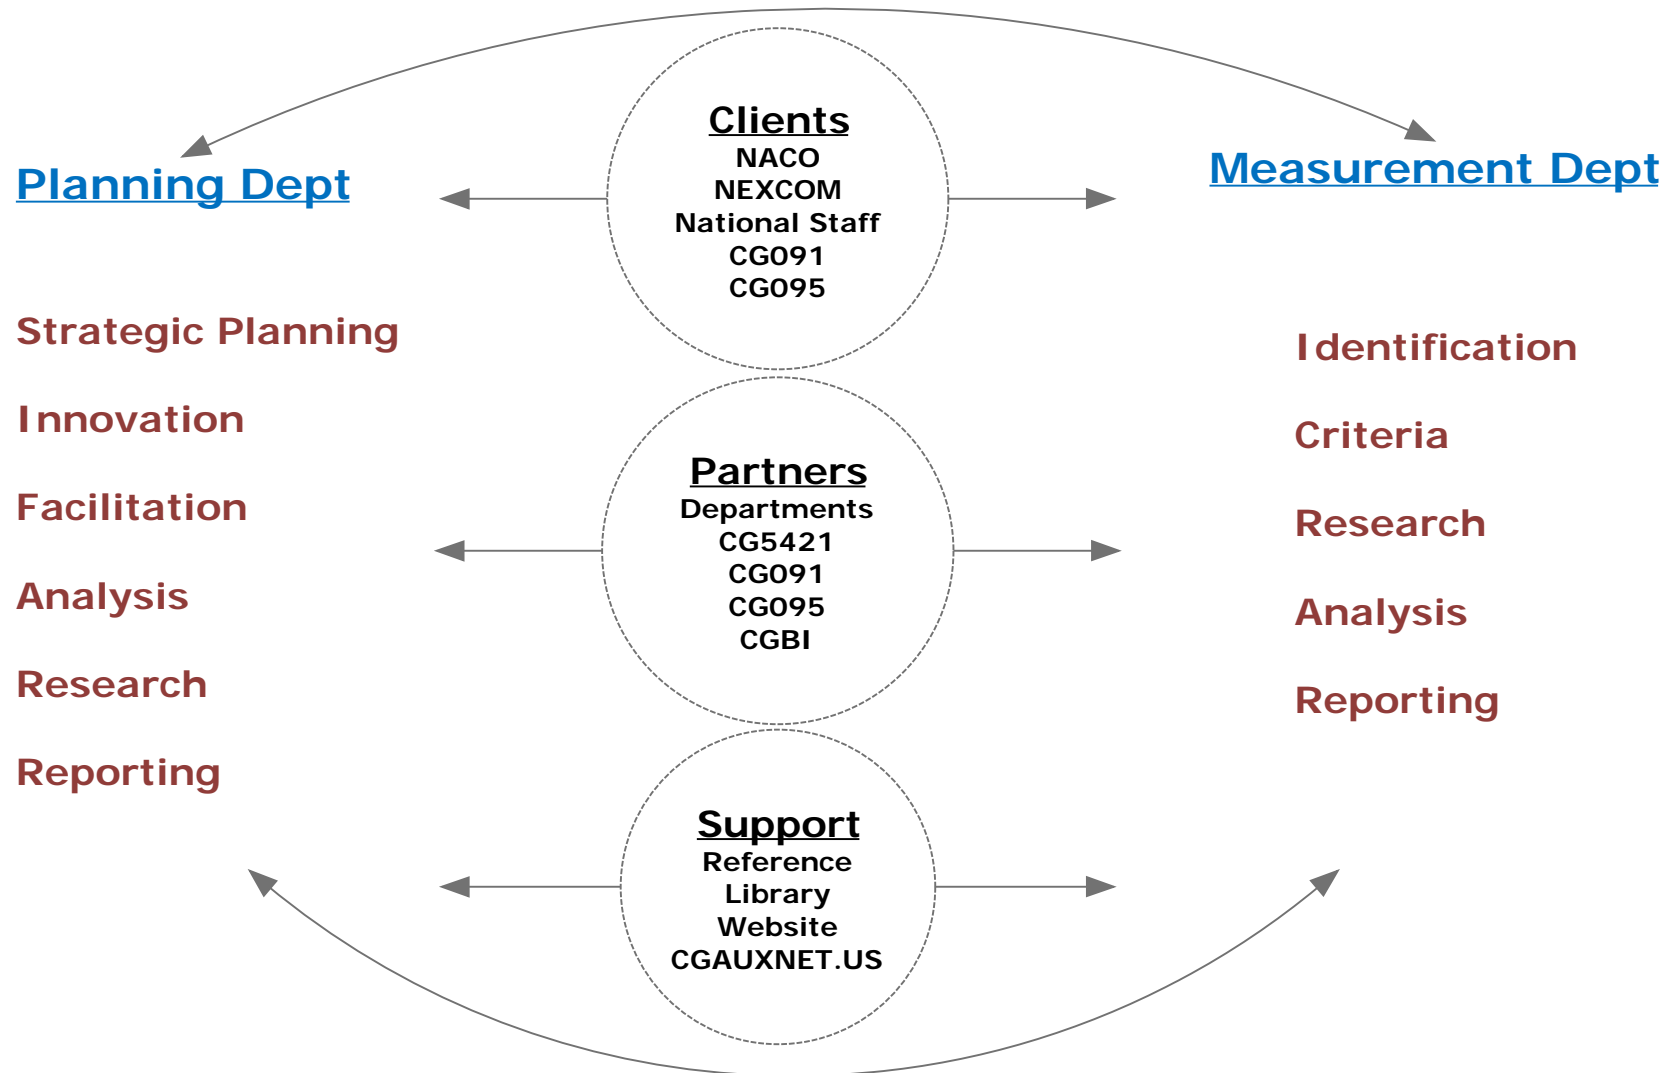 Planning Dept
Strategic Planning
Innovation
Facilitation
Analysis
Research
Reporting
Clients
NACO
NEXCOM
National Staff
CG091
CG095
Partners
Departments
CG5421
CG091
CG095
CGBI
Support
Reference
Library
Website
CGAUXNET.US
Measurement Dept
Identification
Criteria
Research
Analysis
Reporting